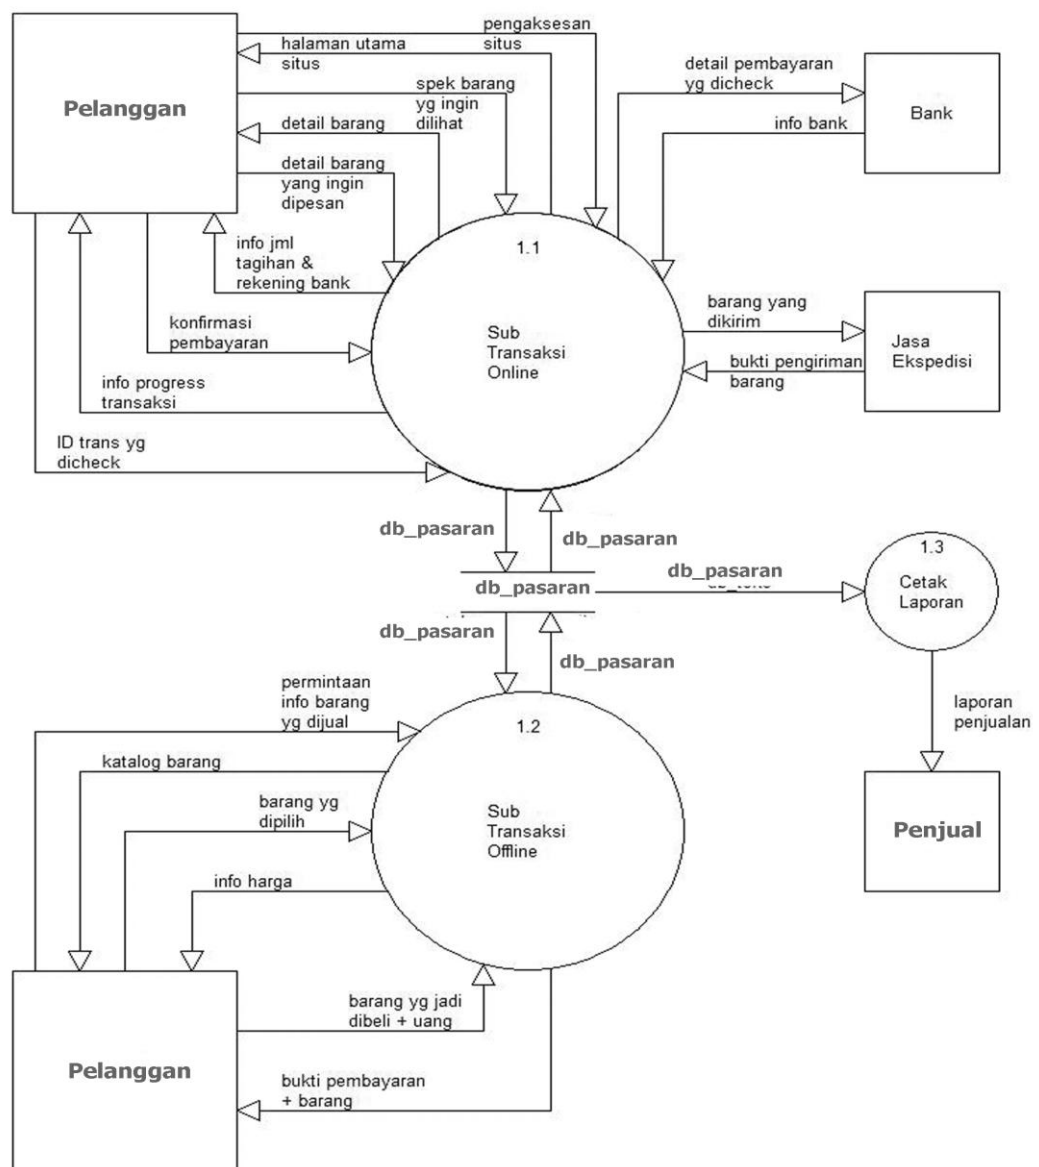 pengaksesan
situs
halaman utama
situs
Pelanggan
spek barang
yg ingin
dilihat
detail barang
detail barang
yang ingin
dipesan
info jml
tagihan &
rekening bank
konfirmasi
pembayaran
info progress
transaksi
ID trans yg
dicheck
detail pembayaran
yg dicheck
info bank
Bank
1.1
Sub
Transaksi
Online
barang yang
dikirim
bukti pengiriman
barang
Jasa
Ekspedisi
db_pasaran
db_pasaran
db_pasaran
db_pasaran
1.3
Cetak
Laporan
db_pasaran
db_pasaran
laporan
penjualan
Penjual
permintaan
info barang
yg dijual
katalog barang
barang yg
dipilih
info harga
1.2
Sub
Transaksi
Offline
barang yg jadi
dibeli + uang
Pelanggan
bukti pembayaran
+ barang